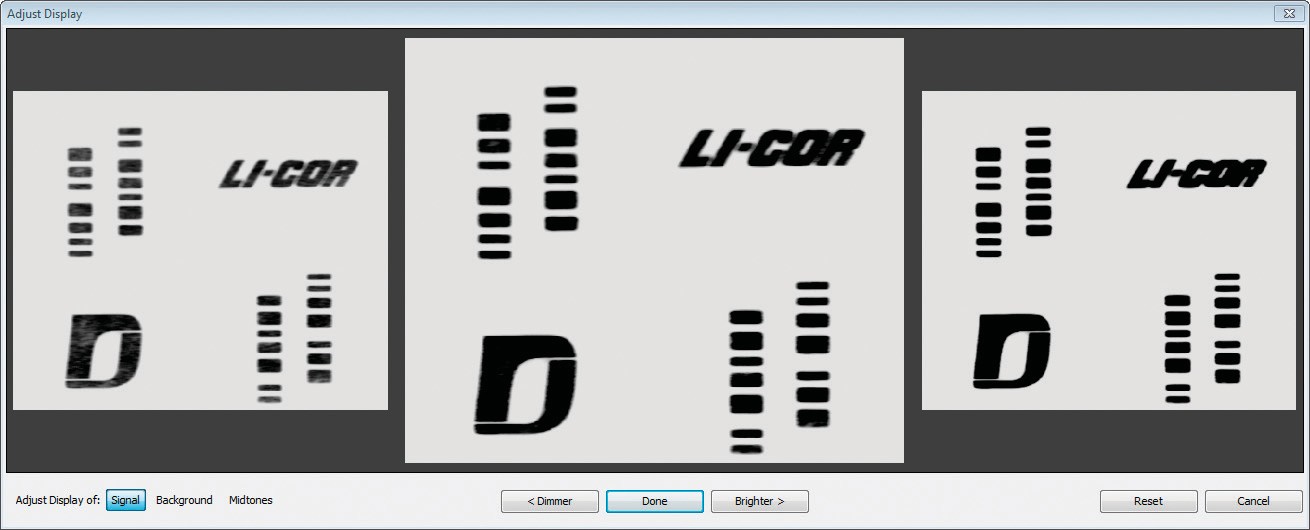 Adjust Display
LI-COR
LI-COR
LI-COR
Adjust Display of: Signal Background Midtones
< Dimmer Done Brighter > Reset Cancel